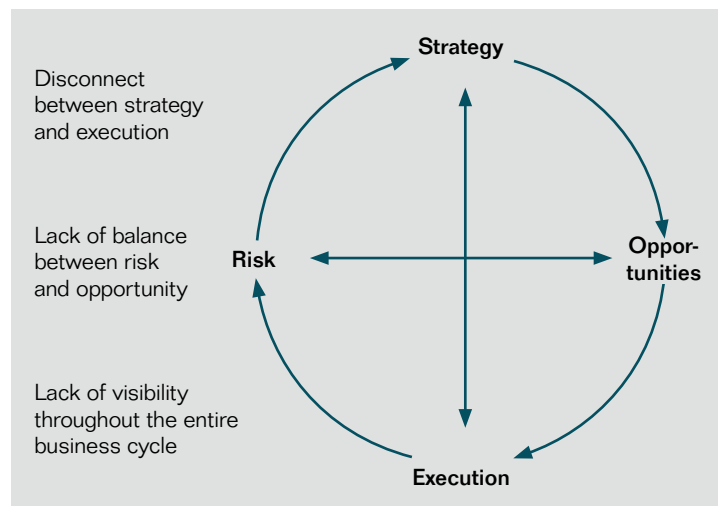 Strategy
Disconnect
between strategy
and execution
Lack of balance
between risk
and opportunity
Risk
Oppor-
tunities
Lack of visibility
throughout the entire
business cycle
Execution